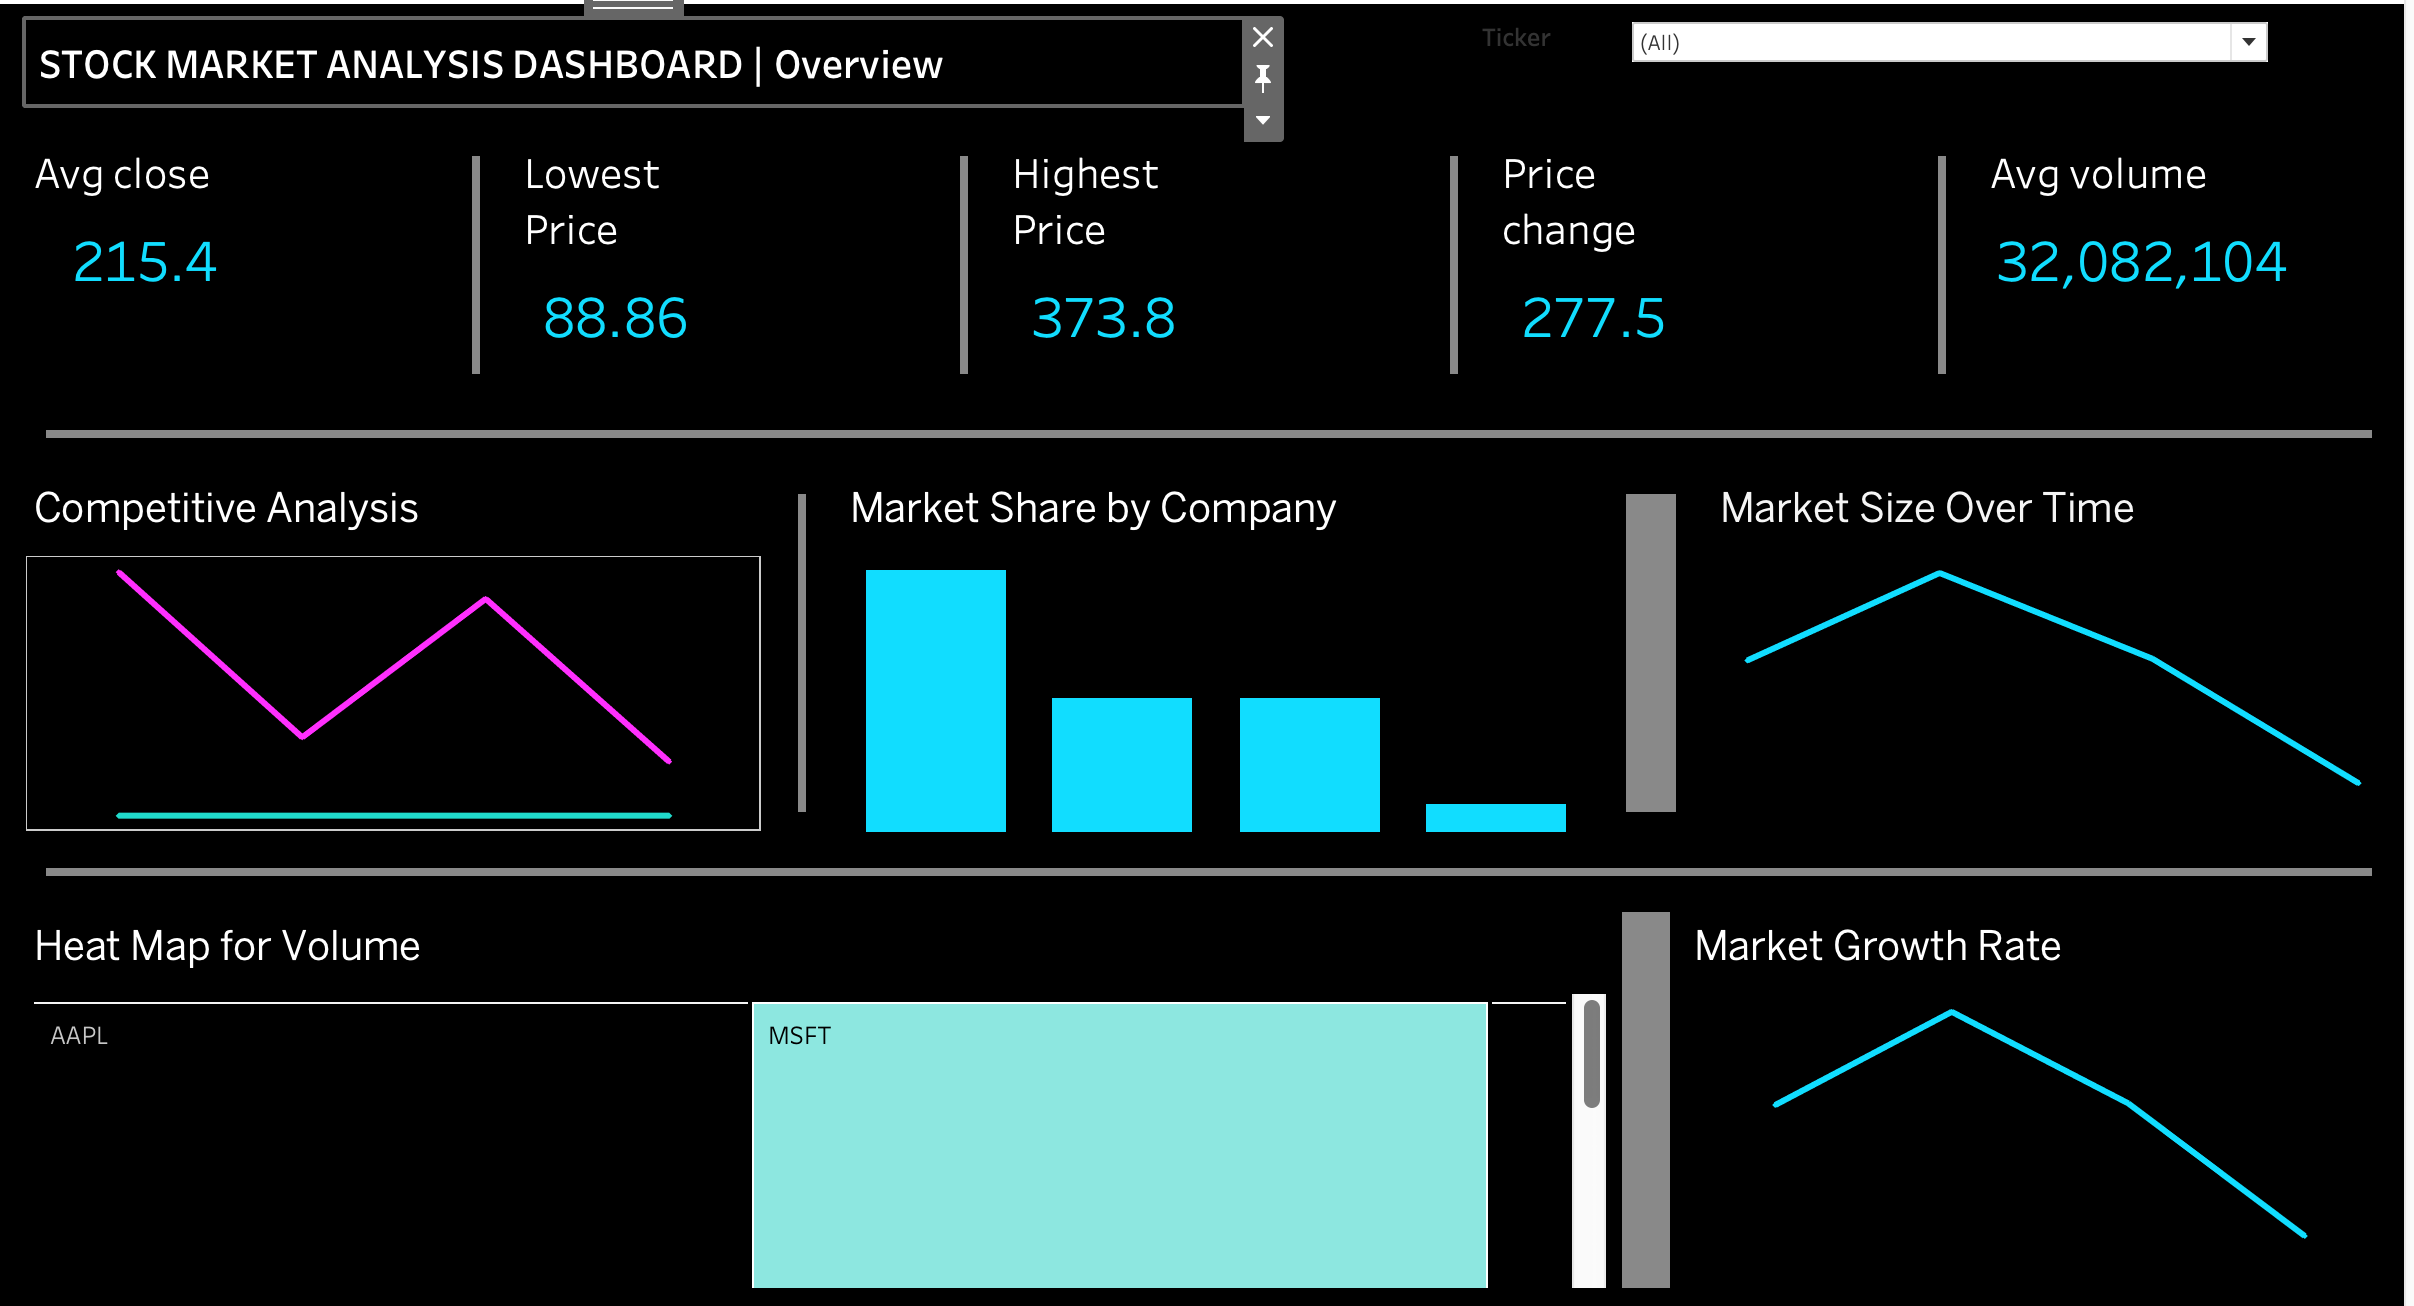 STOCK MARKET ANALYSIS DASHBOARD | Overview
Ticker
(All)
Avg close
215.4
Lowest
Price
88.86
Highest
Price
373.8
Price
change
277.5
Avg volume
32,082,104
Competitive Analysis
Market Share by Company
Market Size Over Time
Heat Map for Volume
AAPL
MSFT
Market Growth Rate